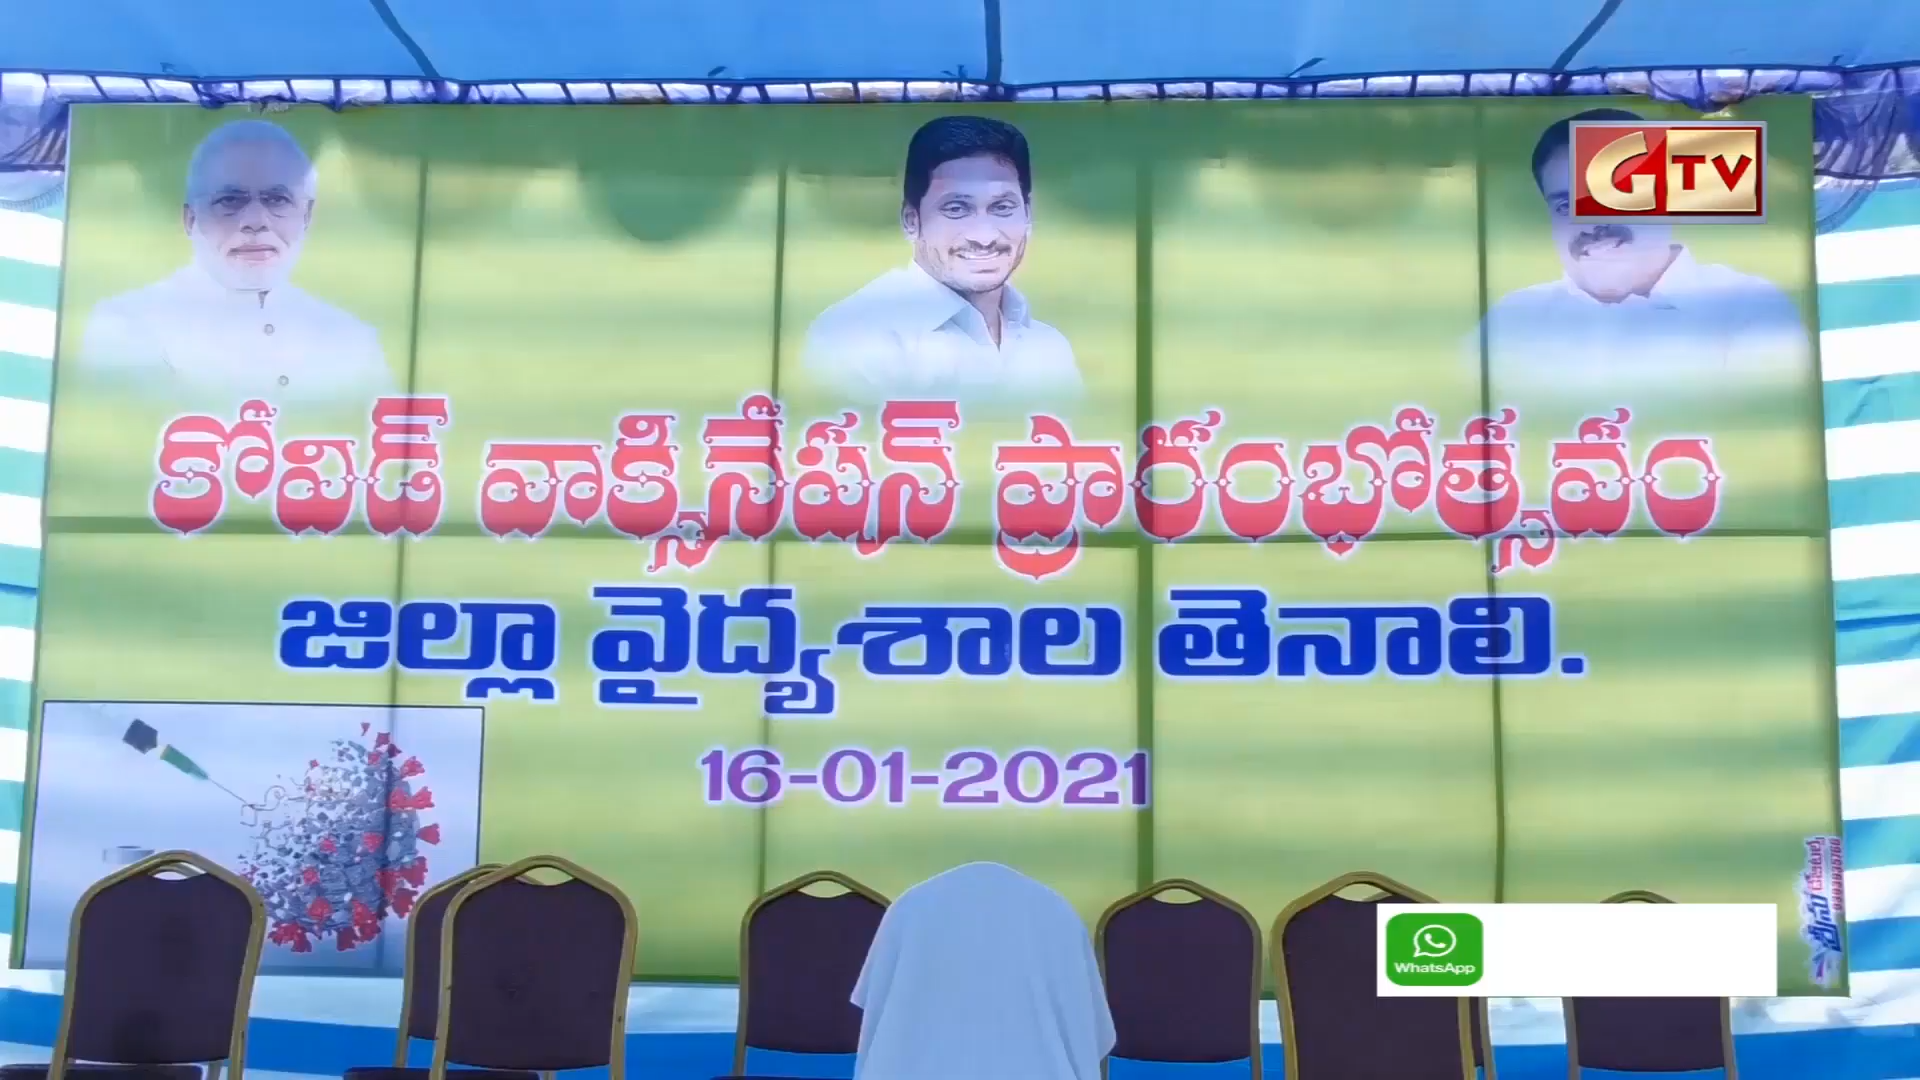 GTV
కోవిడ్ వాక్సినేషన్ ప్రారంభోత్సవం
జిల్లా వైద్యశాల తెనాలి.
16-01-2021
WhatsApp